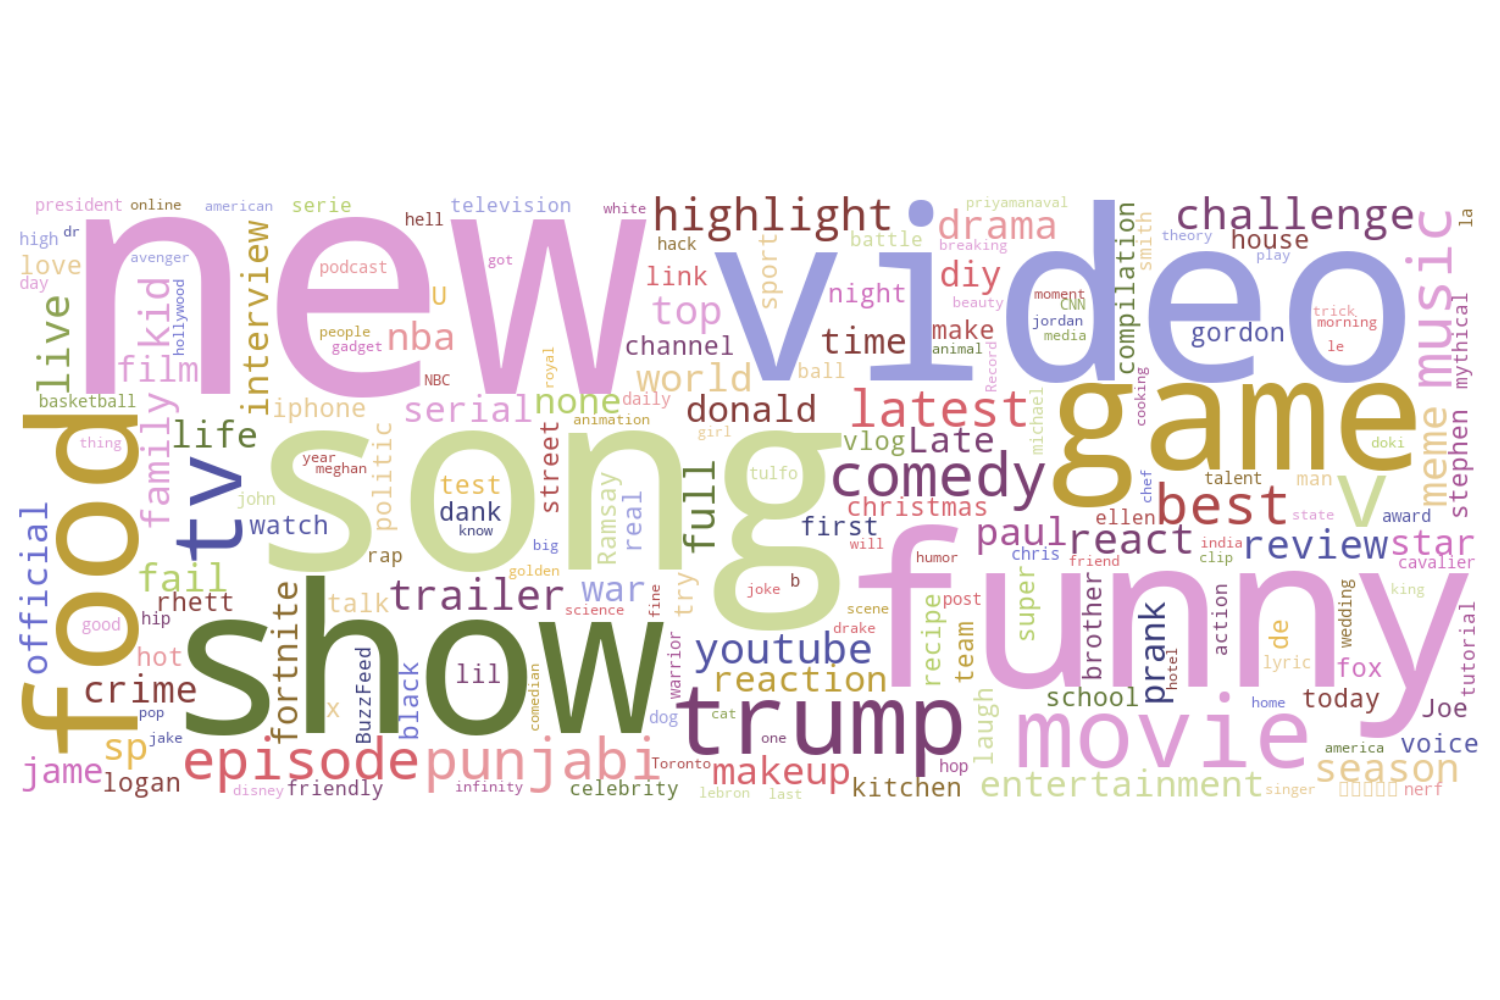 new
video
song
game
funny
show
food
trump
movie
tv
music
comedy
punjabi
episode
president
online
american
serie
television
white
highlight
priyamanaval
drama
challenge
la
high
dr
hell
hack
battle
breaking
theory
house
smith
love
avenger
podcast
got
link
sport
night
diy
play
day
kid
hollywood
interview
U
top
beauty
moment
CNN
compilation
trick
morning
live
people
gadget
nba
channel
time
make
animal
jordan
media
gordon
le
mythical
film
NBC
royal
world
ball
Record
basketball
family
iphone
serial
none
daily
donald
latest
michael
cooking
meme
stephen
thing
life
year
meghan
politic
street
animation
girl
vlog
Late
doki
john
test
tulfo
chef
talent
man
v
official
watch
dank
know
Ramsay
real
full
christmas
first
paul
ellen
best
state
award
fail
rap
big
golden
will
humor
chris
react
friend
india
clip
review
star
cavalier
rhett
hip
fortnite
talk
trailer
war
science
fine
try
joke
b
scene
drake
recipe
post
team
super
brother
prank
action
wedding
de
king
good
hot
crime
pop
jake
BuzzFeed
x
black
lil
comedian
warrior
youtube
reaction
dog
cat
laugh
school
hotel
lyric
home
fox
today
tutorial
Joe
sp
jame
logan
disney
friendly
infinity
celebrity
Toronto
one
makeup
lebron
last
hop
kitchen
entertainment
singer
america
voice
season
nerf